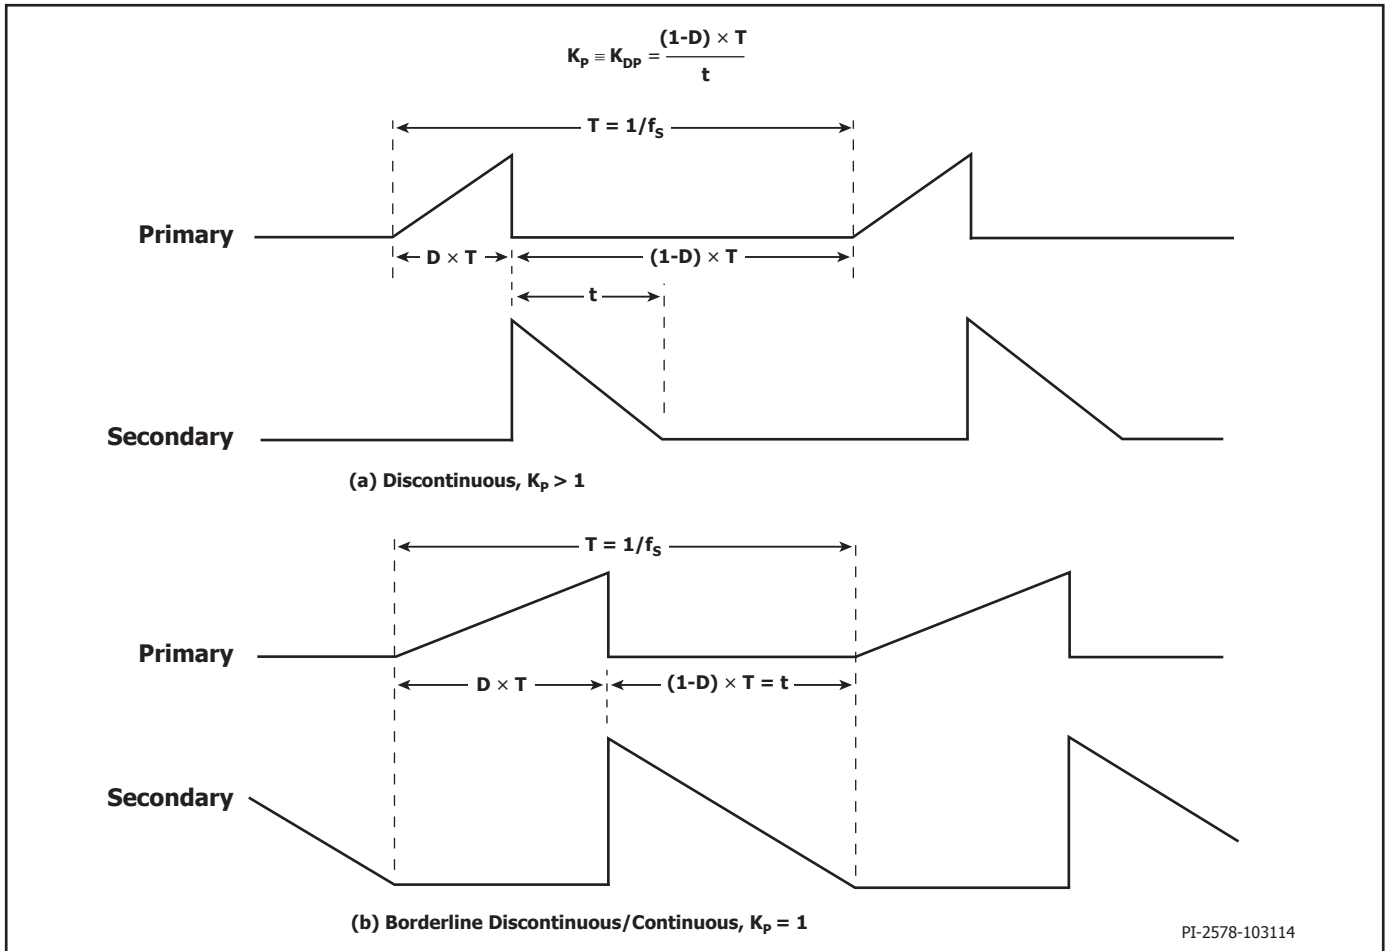 (1-D) × T
K_P ≡ K_DP = 
t
T = 1/f_S
Primary
D × T
(1-D) × T
t
Secondary
(a) Discontinuous, K_P > 1
T = 1/f_S
Primary
D × T
(1-D) × T = t
Secondary
(b) Borderline Discontinuous/Continuous, K_P = 1
PI-2578-103114